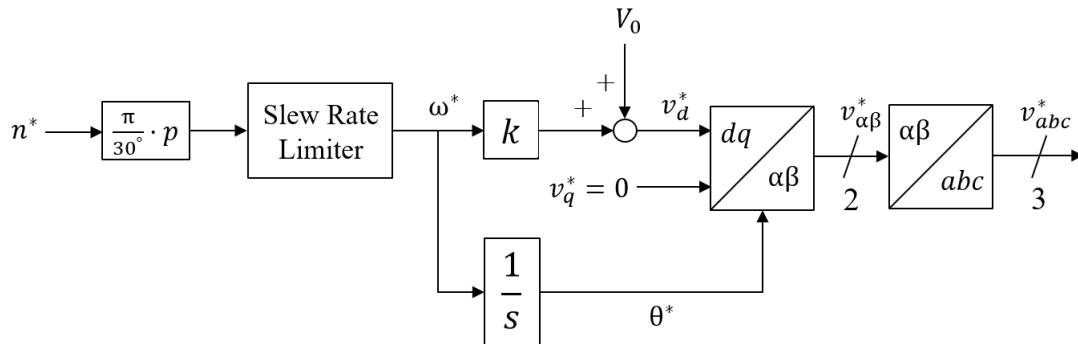 V₀
n*
π/30° · p
Slew Rate
Limiter
ω*
k
+
+
v*d
v*q = 0
dq
αβ
v*αβ
2
αβ
abc
v*abc
3
1/s
θ*